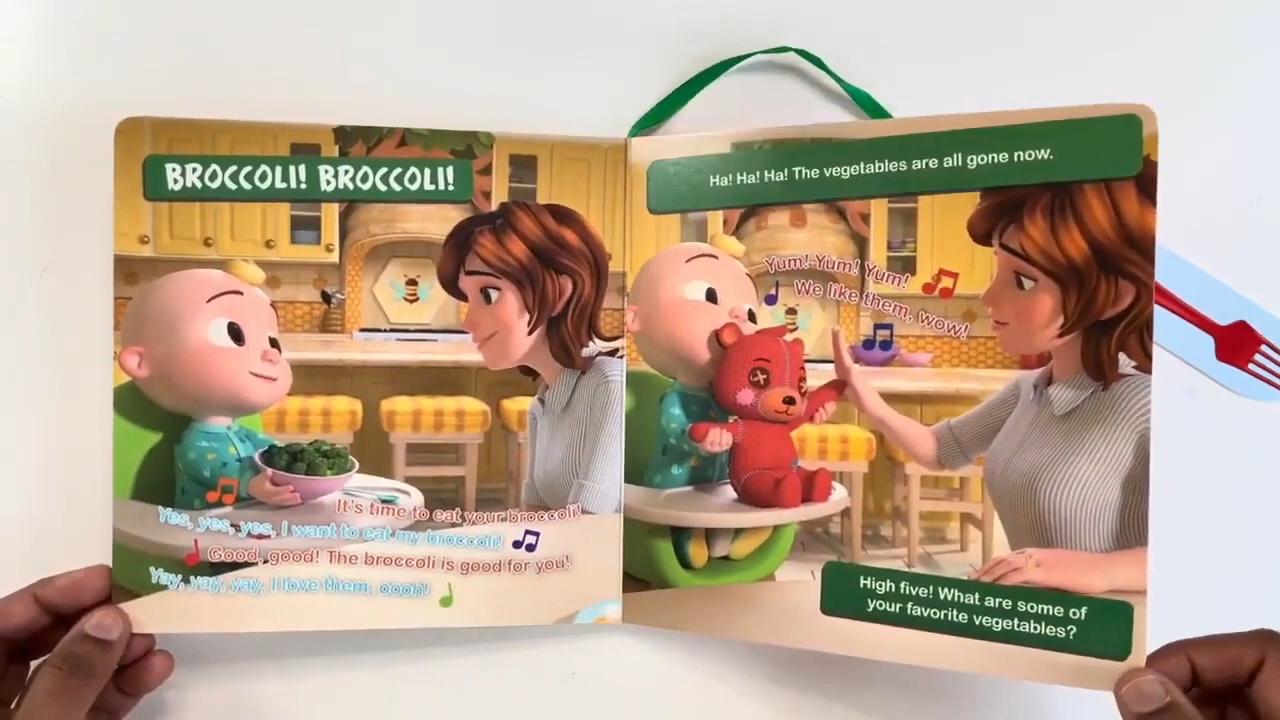 BROCCOLI! BROCCOLI!
It's time to eat your broccoli!
Yes, yes, yes, I want to eat my broccoli!
Good, good! The broccoli is good for you!
Yay, yay, yay, I love them, oooh!
Ha! Ha! Ha! The vegetables are all gone now.
Yum! Yum! Yum!
We like them, wow!
High five! What are some of
your favorite vegetables?